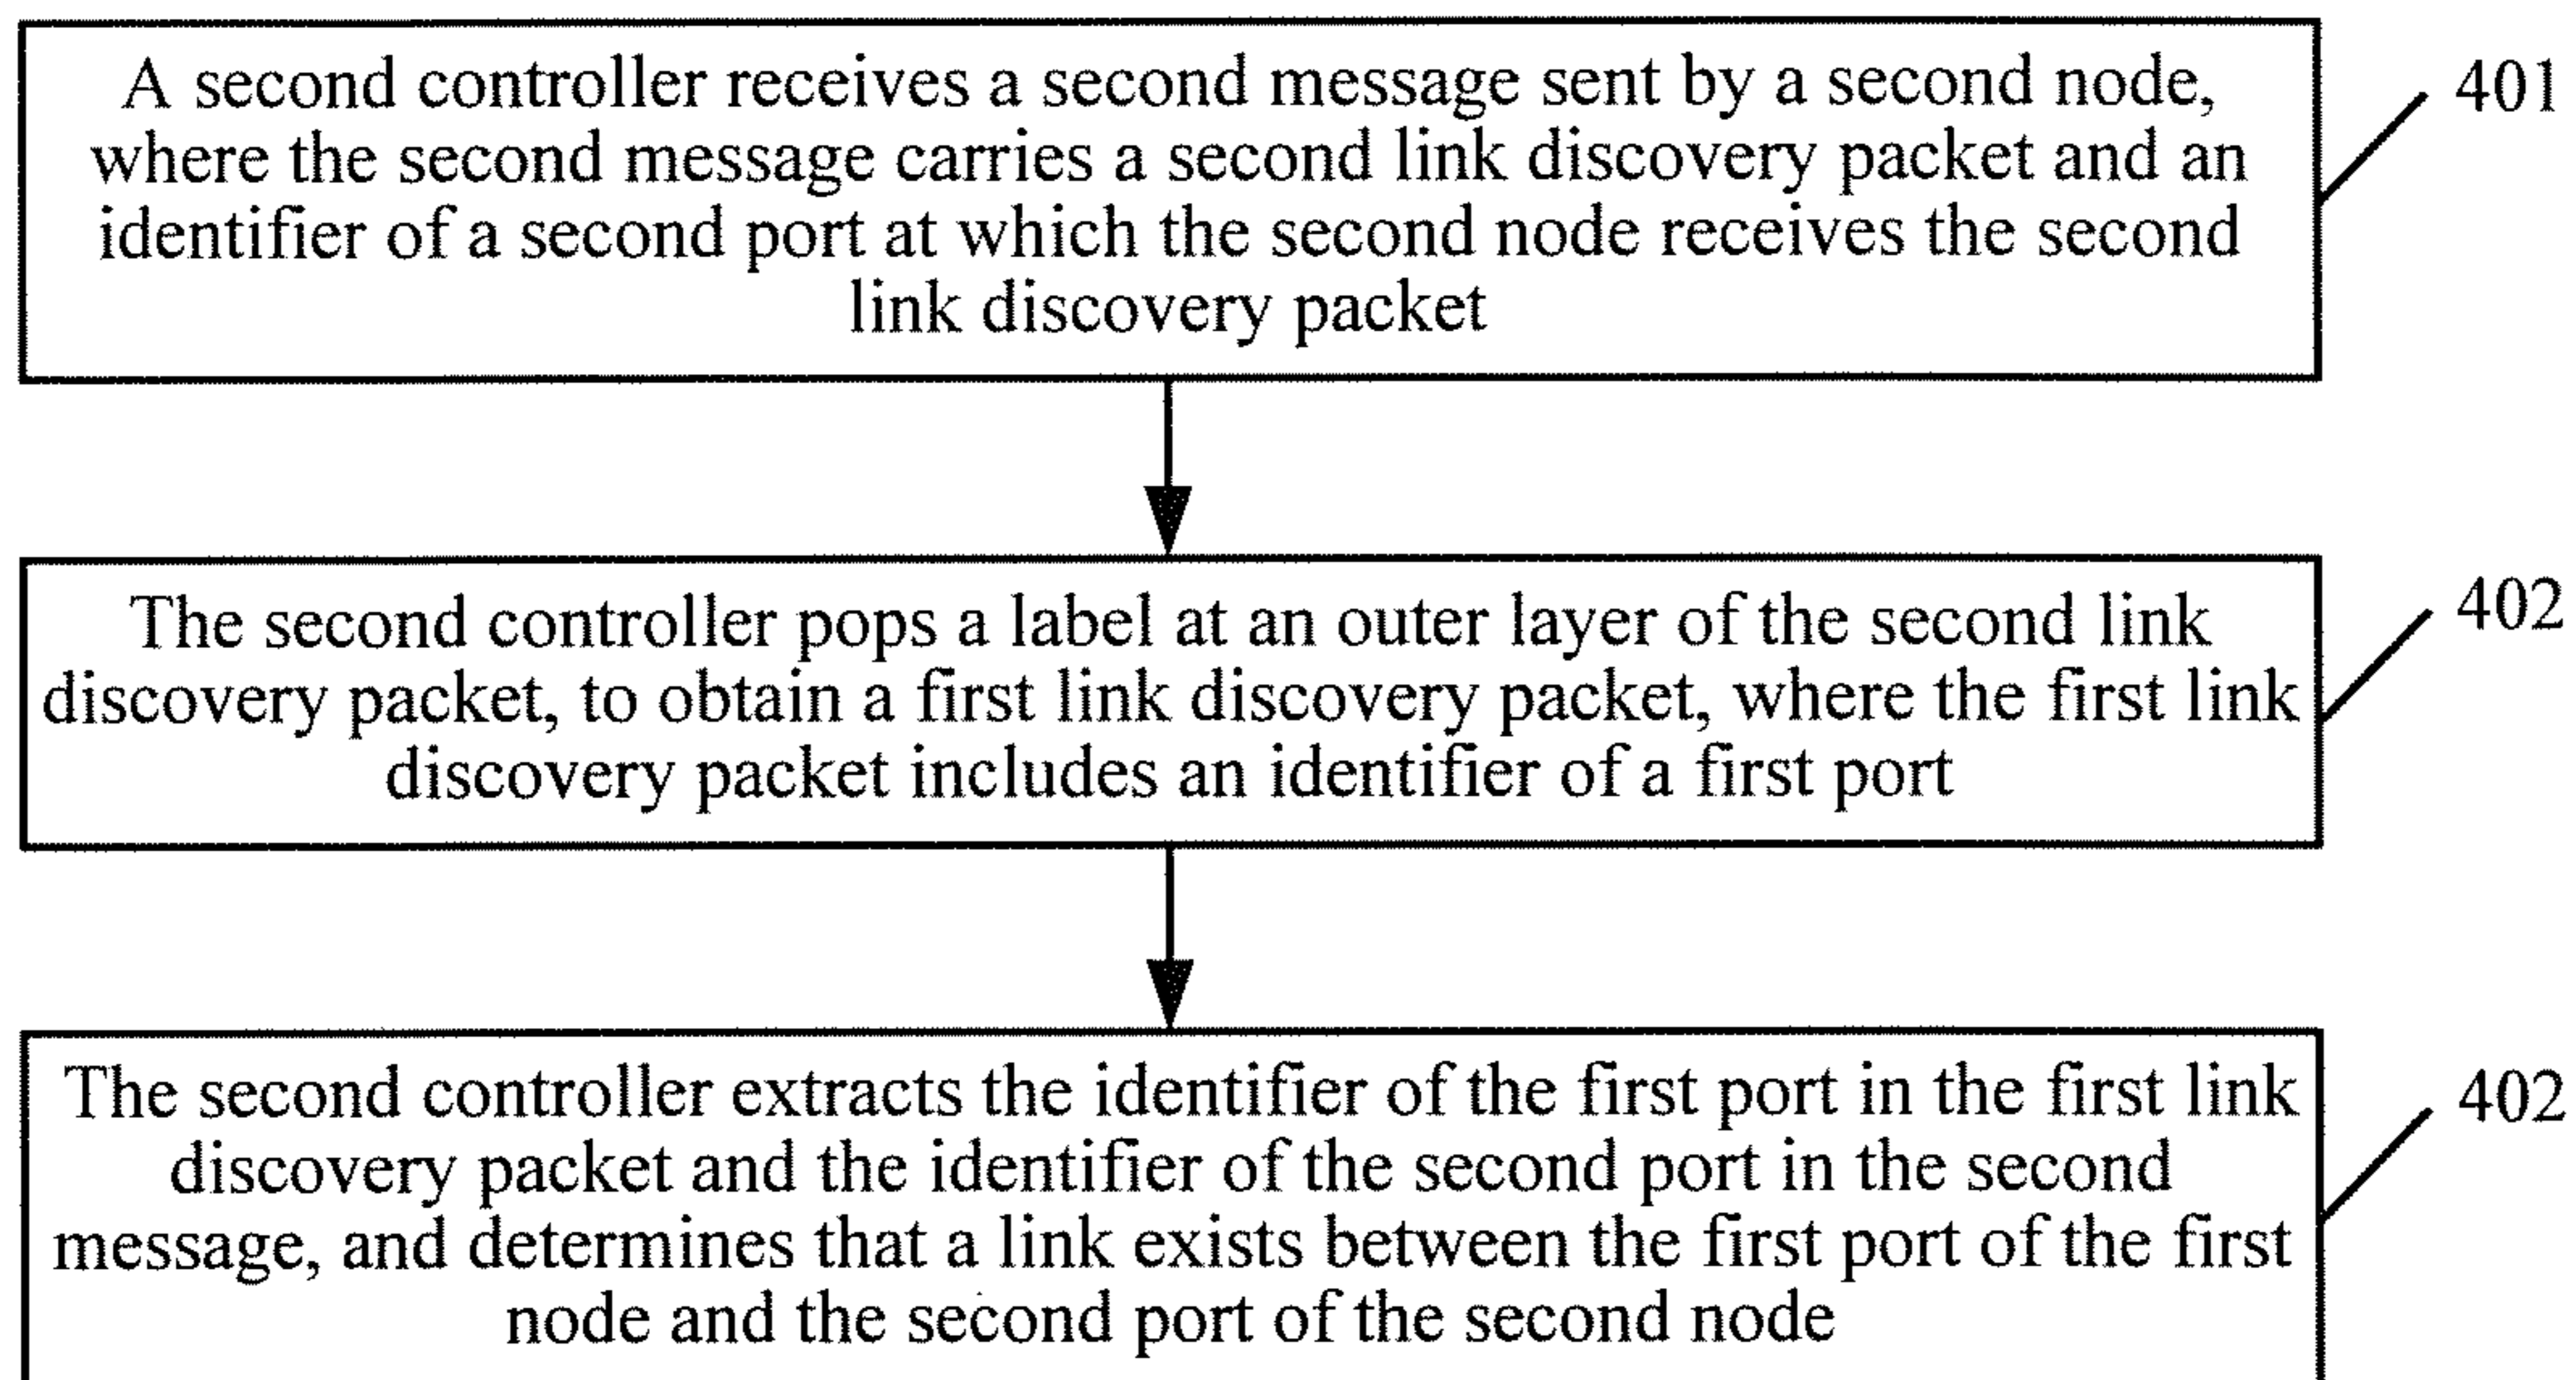 A second controller receives a second message sent by a second node,
where the second message carries a second link discovery packet and an
identifier of a second port at which the second node receives the second
link discovery packet
401
The second controller pops a label at an outer layer of the second link
discovery packet, to obtain a first link discovery packet, where the first link
discovery packet includes an identifier of a first port
402
The second controller extracts the identifier of the first port in the first link
discovery packet and the identifier of the second port in the second
message, and determines that a link exists between the first port of the first
node and the second port of the second node
402